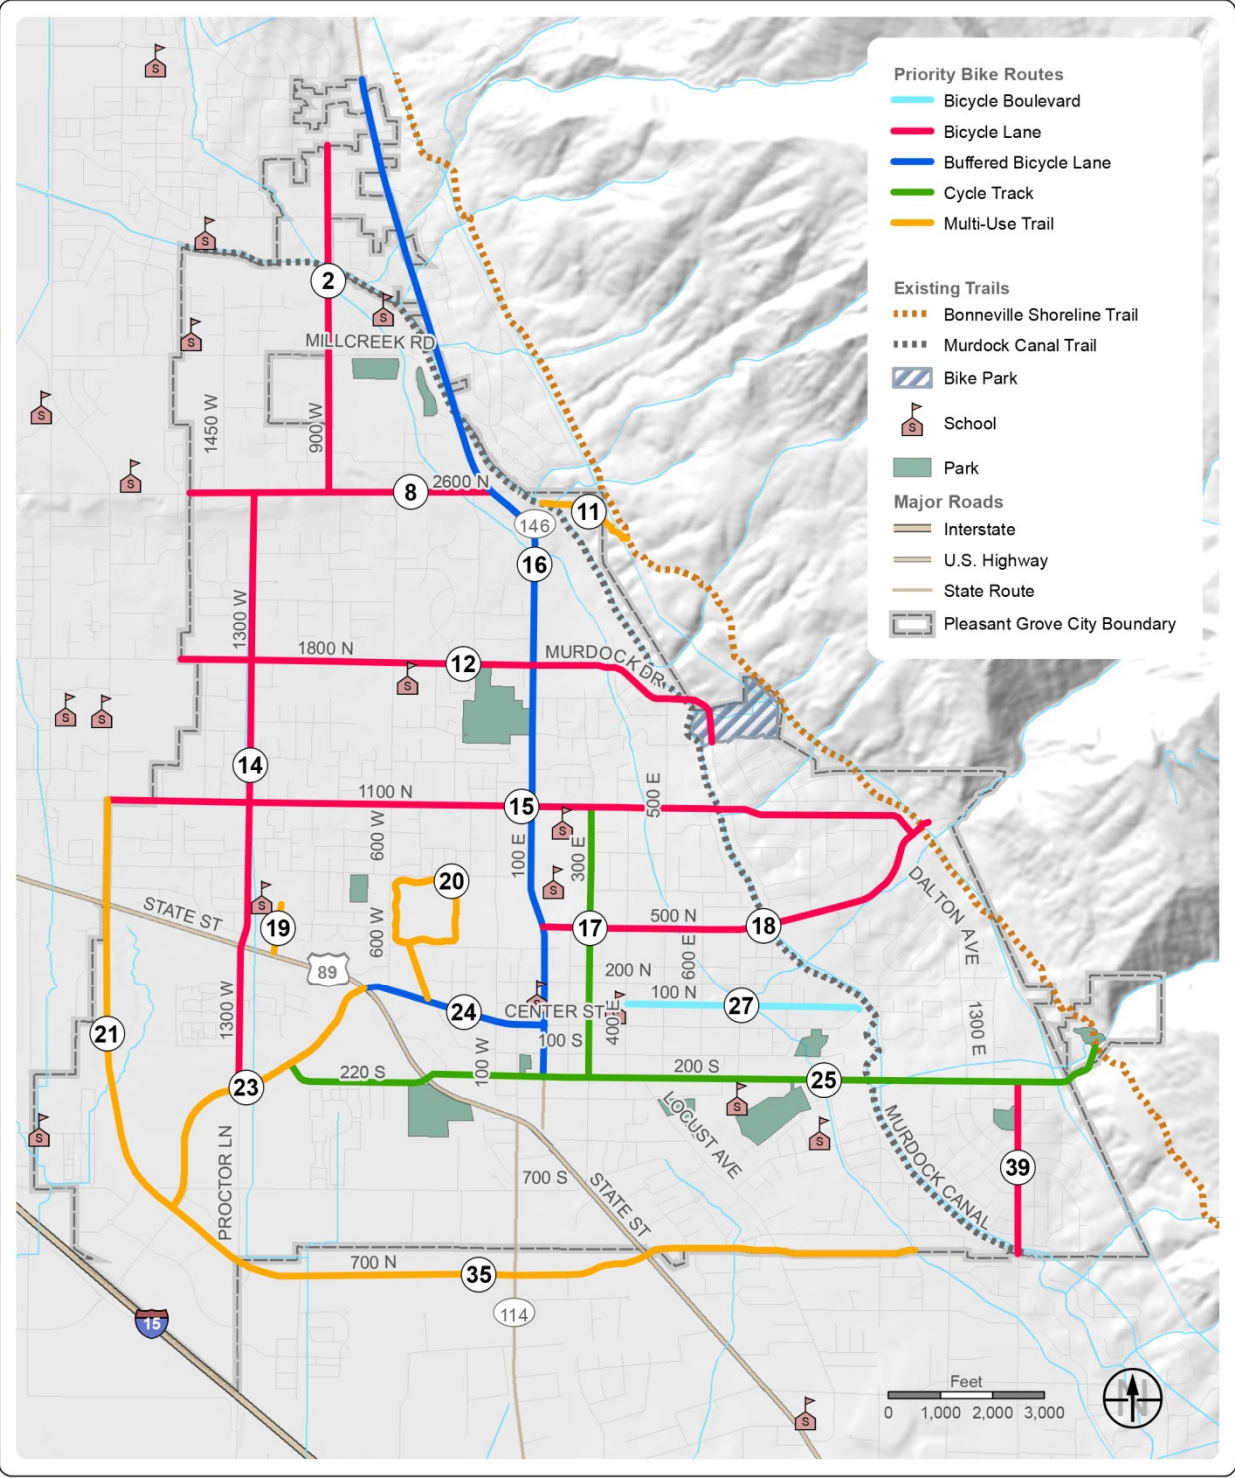 Priority Bike Routes
Bicycle Boulevard
Bicycle Lane
Buffered Bicycle Lane
Cycle Track
Multi-Use Trail
Existing Trails
Bonneville Shoreline Trail
Murdock Canal Trail
Bike Park
S
School
Park
Major Roads
Interstate
U.S. Highway
State Route
Pleasant Grove City Boundary
S
S
2
S
MILLCREEK RD
S
S
1450 W
900 W
S
2600 N
8
11
146
16
1300 W
1800 N
12
MURDOCK DR
S
S
S
14
1100 N
15
500 E
S
600 W
100 E
300 E
20
S
S
DALTON AVE
STATE ST
19
600 W
500 N
17
18
89
600 E
200 N
100 N
27
S
S
24
CENTER ST
400 E
1300 W
21
100 S
1300 E
100 W
220 S
200 S
25
23
S
S
S
LOCUST AVE
MURDOCK CANAL
39
PROCTOR LN
700 S
STATE ST
700 N
35
15
114
S
Feet
0 1,000 2,000 3,000
N